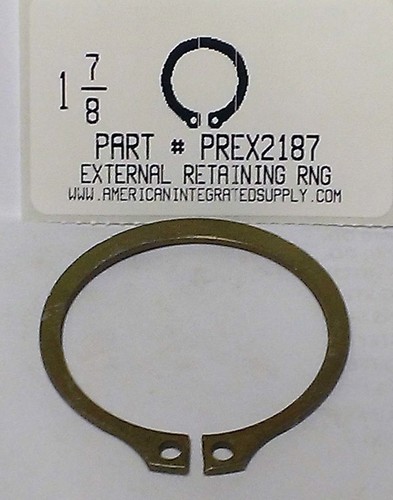 1 7/8
PART # PREX2187
EXTERNAL RETAINING RNG
WWW.AMERICANINTEGRATEDSUPPLY.COM